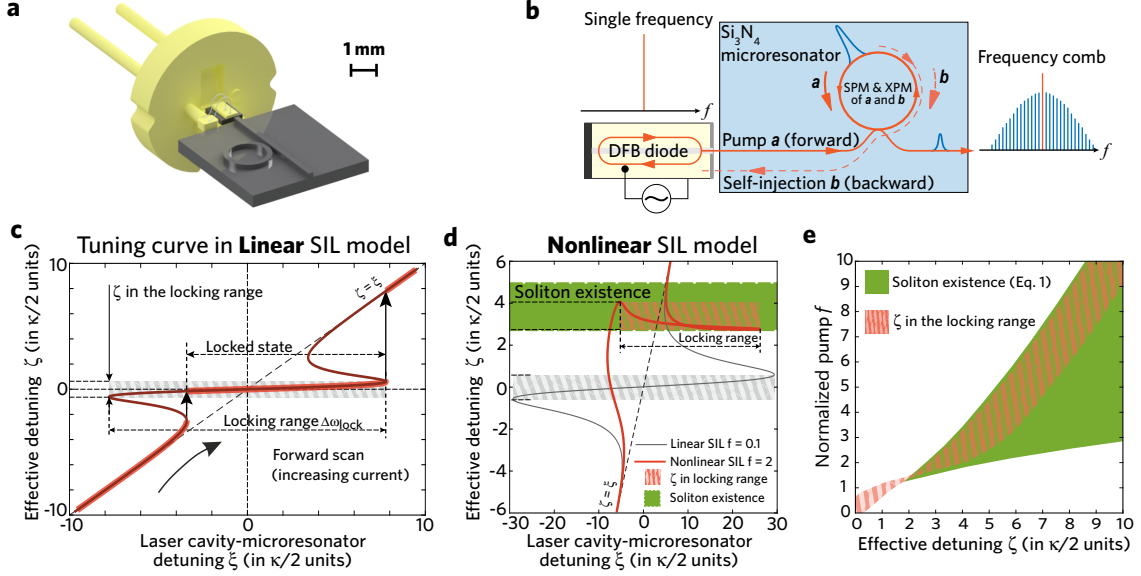 a
1 mm
b
Single frequency
f
DFB diode
Pump a (forward)
Self-injection b (backward)
Si3N4
microresonator
a
SPM & XPM
of a and b
b
Frequency comb
f
c
Tuning curve in Linear SIL model
Effective detuning ζ (in κ/2 units)
10
0
-10
ζ in the locking range
ζ=ξ
Locked state
Locking range Δωlock
Forward scan
(increasing current)
-10
0
10
Laser cavity-microresonator
detuning ξ (in κ/2 units)
d
Nonlinear SIL model
Effective detuning ζ (in κ/2 units)
6
4
2
0
-2
-4
-6
Soliton existence
ζ=ξ
Locking range
Linear SIL f = 0.1
Nonlinear SIL f = 2
ζ in locking range
Soliton existence
ζ=ξ
-30
-20
-10
0
10
20
30
Laser cavity-microresonator
detuning ξ (in κ/2 units)
e
Normalized pump f
10
9
8
7
6
5
4
3
2
1
0
Soliton existence (Eq. 1)
ζ in the locking range
0
1
2
3
4
5
6
7
8
9
10
Effective detuning ζ (in κ/2 units)